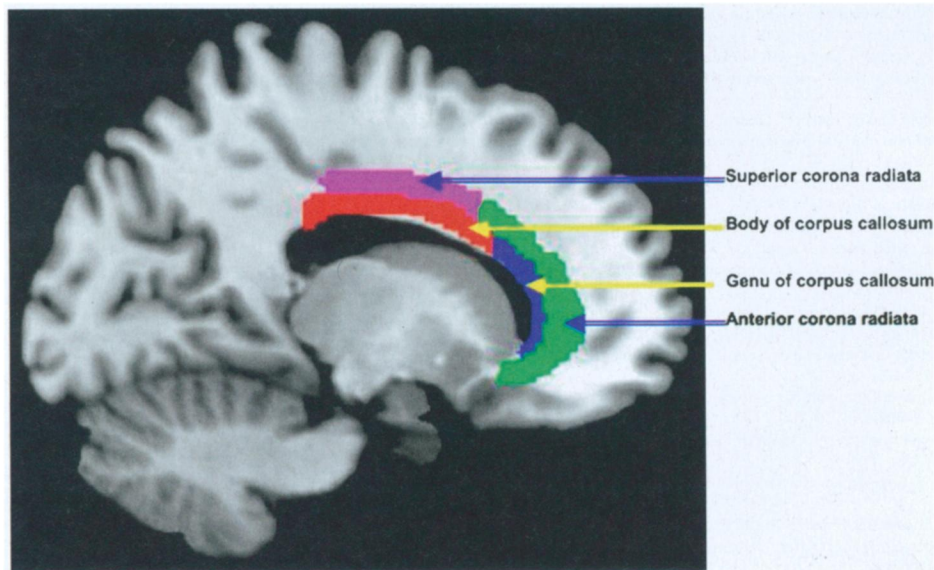 Superior corona radiata
Body of corpus callosum
Genu of corpus callosum
Anterior corona radiata